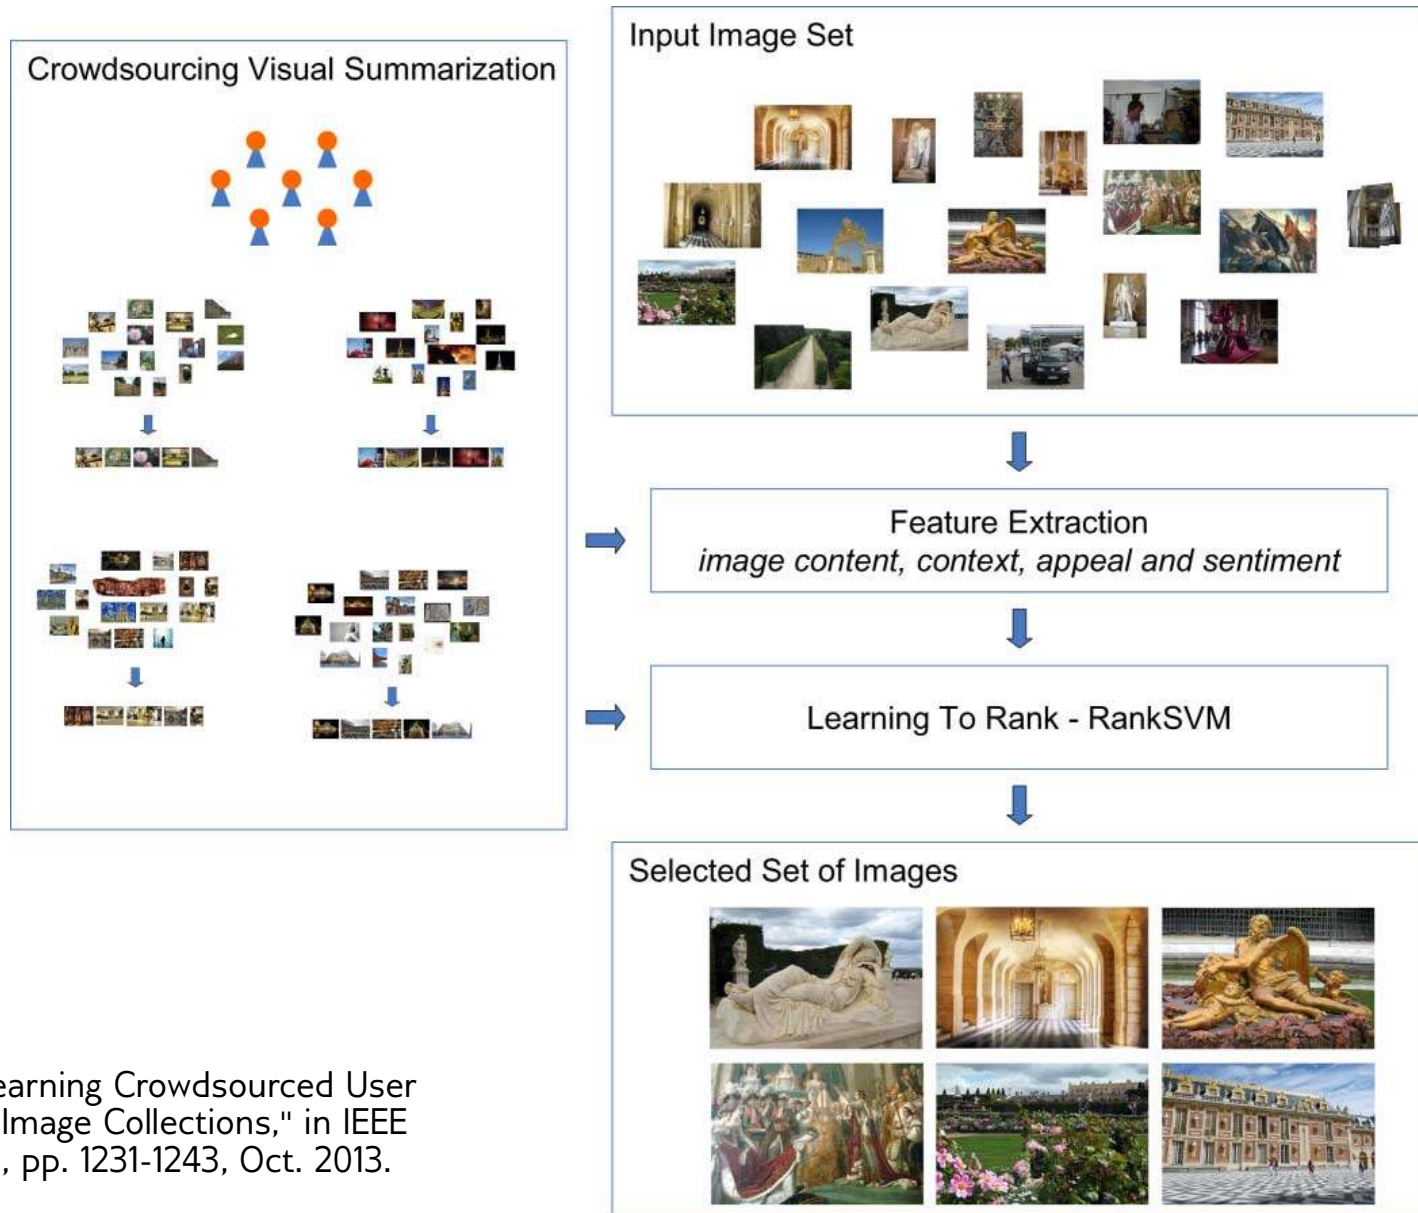 Crowdsourcing Visual Summarization
Input Image Set
Feature Extraction
image content, context, appeal and sentiment
Learning To Rank - RankSVM
Selected Set of Images
earning Crowdsourced User
Image Collections," in IEEE
, pp. 1231-1243, Oct. 2013.